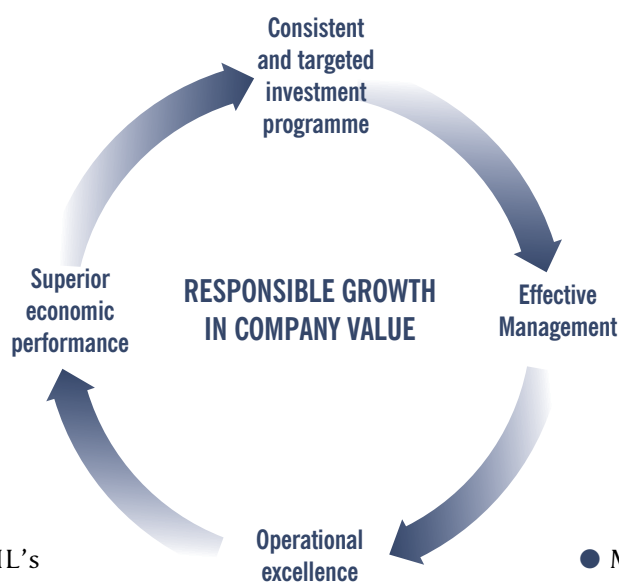 Consistent
and targeted
investment
programme
Superior
economic
performance
RESPONSIBLE GROWTH
IN COMPANY VALUE
Effective
Management
Operational
excellence